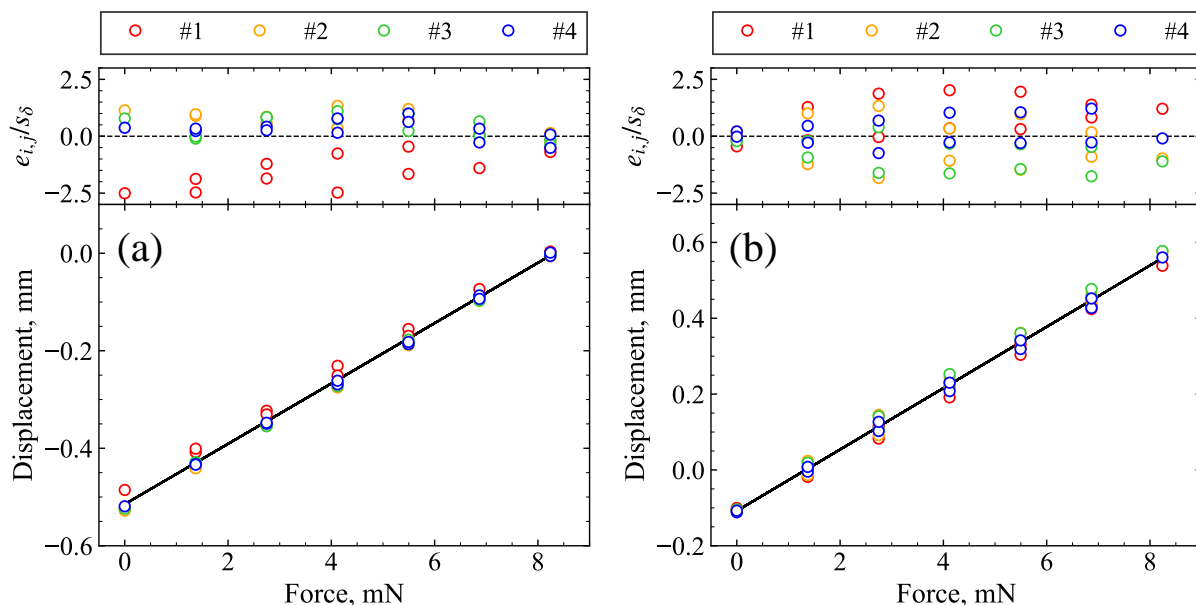 #1 #2 #3 #4
#1 #2 #3 #4
2.5
0.0
−2.5
e_{i,j}/s_δ
2.5
0.0
−2.5
e_{i,j}/s_δ
(a)
0.0
−0.2
−0.4
−0.6
Displacement, mm
0 2 4 6 8
Force, mN
(b)
0.6
0.4
0.2
0.0
−0.2
Displacement, mm
0 2 4 6 8
Force, mN